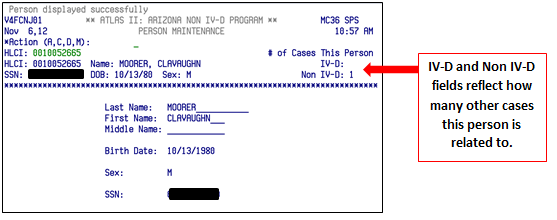 Person displayed successfully
V4FCNJ01 ** ATLAS II: ARIZONA NON IV-D PROGRAM ** MC36 SPS
Nov 6,12 PERSON MAINTENANCE 10:57 AM
*Action (A,C,D,M): _
HLCI: 0010052665 # of Cases This Person
HLCI: 0010052665 Name: MOORER, CLAVAUGHN IV-D:
SSN: DOB: 10/13/80 Sex: M Non IV-D: 1
********************************************************************************
Last Name: MOORER___________
First Name: CLAVAUGHN___
Middle Name: ____________
Birth Date: 10/13/1980
Sex: M
SSN:
IV-D and Non IV-D
fields reflect how
many other cases
this person is
related to.